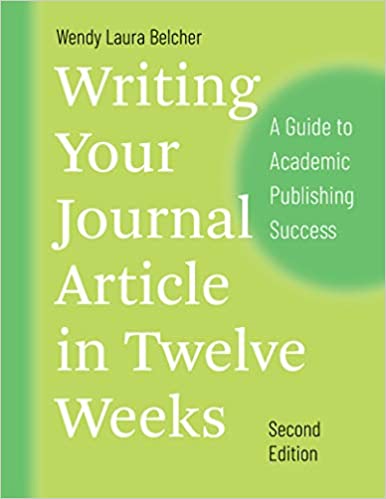 Wendy Laura Belcher
Writing
Your
Journal
Article
in Twelve
Weeks
A Guide to
Academic
Publishing
Success
Second
Edition